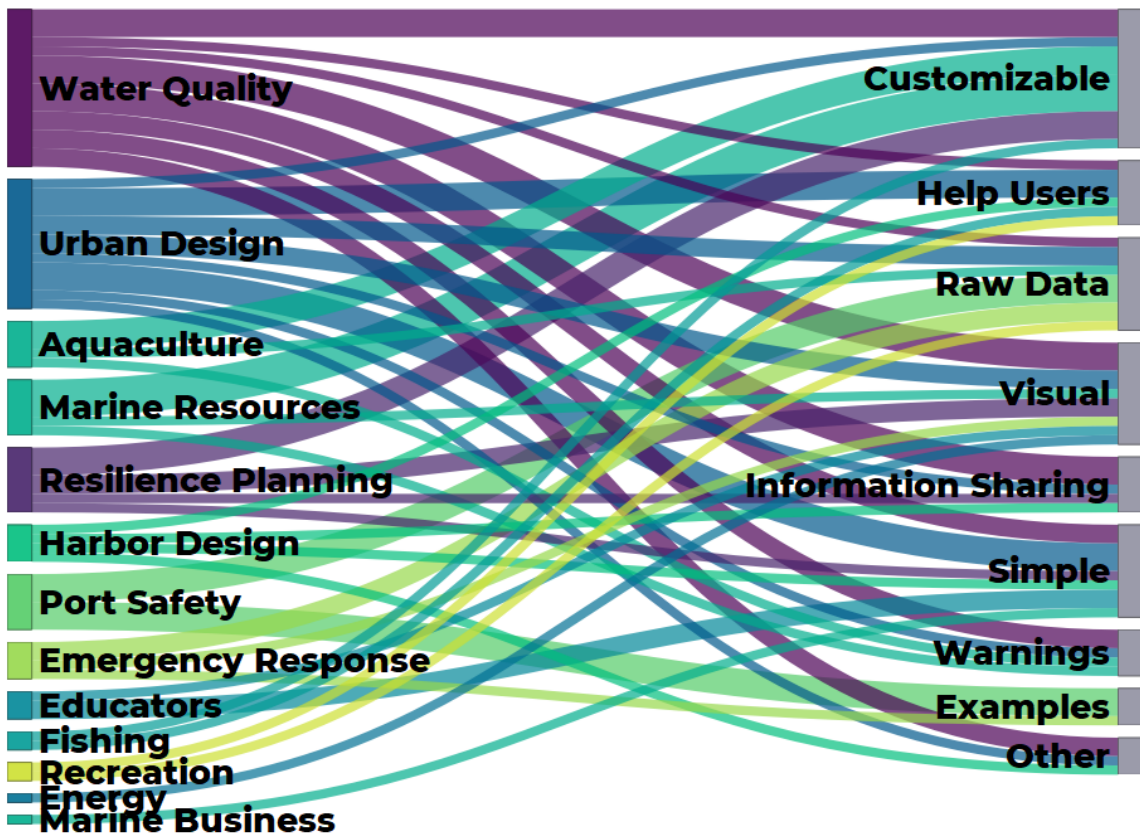 Water Quality
Urban Design
Aquaculture
Marine Resources
Resilience Planning
Harbor Design
Port Safety
Emergency Response
Educators
Fishing
Recreation
Energy
Marine Business
Customizable
Help Users
Raw Data
Visual
Information Sharing
Simple
Warnings
Examples
Other